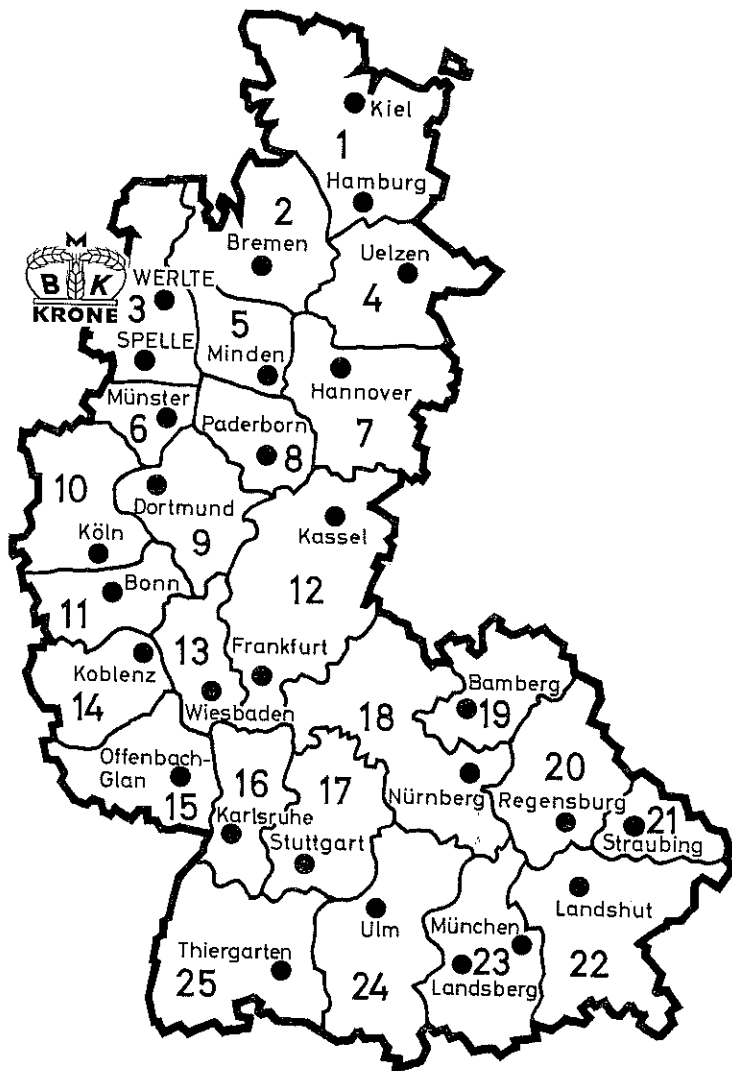 Kiel
1
Hamburg
2
Bremen
Uelzen
4
M
B K
KRONE
WERLTE
3
SPELLE
5
Minden
Hannover
7
Münster
6
Paderborn
8
10
Dortmund
9
Köln
Kassel
12
Bonn
11
13
Frankfurt
Koblenz
14
Wiesbaden
Bamberg
19
18
Offenbach-
Glan
15
16
Karlsruhe
17
Stuttgart
Nürnberg
20
Regensburg
21
Straubing
Landshut
22
Ulm
24
München
23
Landsberg
Thiergarten
25